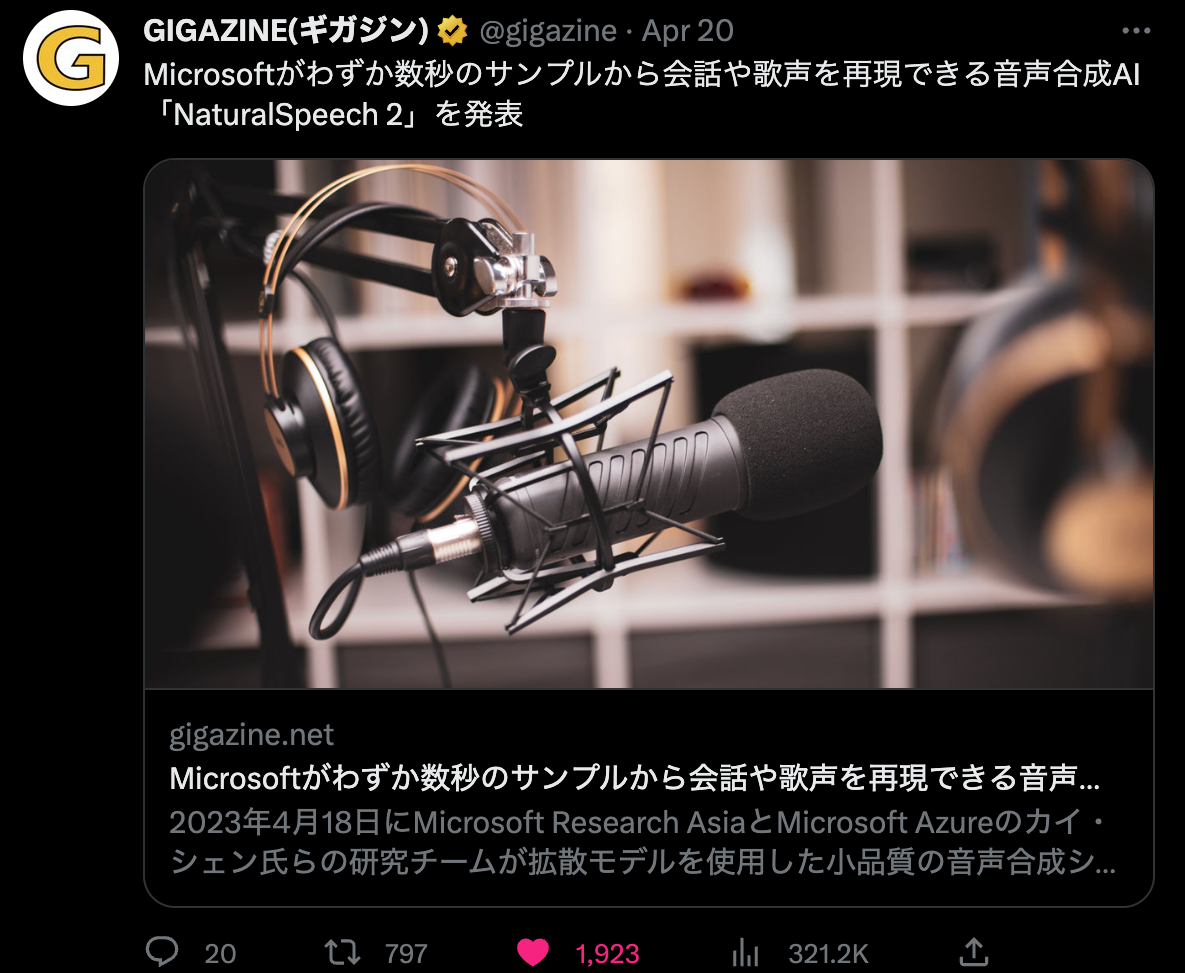 GIGAZINE(ギガジン) @gigazine · Apr 20
Microsoftがわずか数秒のサンプルから会話や歌声を再現できる音声合成AI
「NaturalSpeech 2」を発表
gigazine.net
Microsoftがわずか数秒のサンプルから会話や歌声を再現できる音声...
2023年4月18日にMicrosoft Research AsiaとMicrosoft Azureのカイ・
シェン氏らの研究チームが拡散モデルを使用した小品質の音声合成シ...
20 797 1,923 321.2K